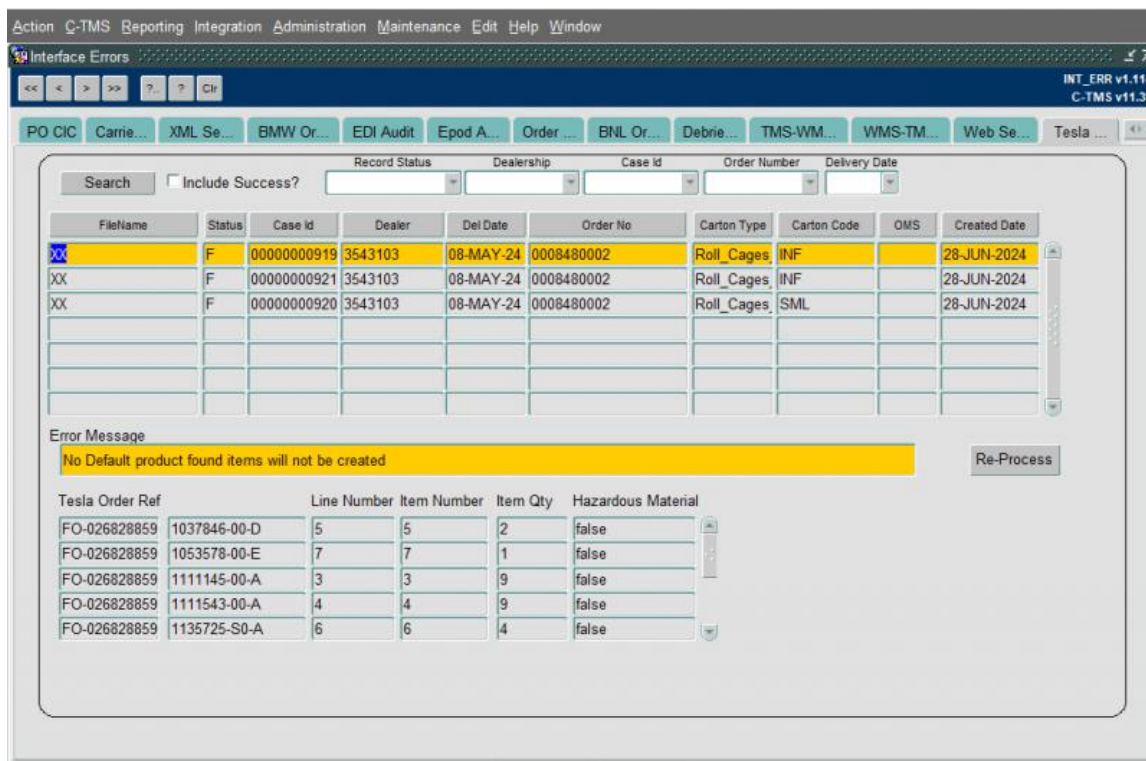 Action C-TMS Reporting Integration Administration Maintenance Edit Help Window
Interface Errors
<< < > >> ?.. ? Clr
INT_ERR v1.11
C-TMS v11.3
PO CIC Carrie... XML Se... BMW Or... EDI Audit Epod A... Order ... BNL Or... Debrie... TMS-WM... WMS-TM... Web Se... Tesla ...
Record Status Dealership Case Id Order Number Delivery Date
Search Include Success?
FileName Status Case Id Dealer Del Date Order No Carton Type Carton Code OMS Created Date
XX F 00000000919 3543103 08-MAY-24 0008480002 Roll_Cages_ INF 28-JUN-2024
XX F 00000000921 3543103 08-MAY-24 0008480002 Roll_Cages_ INF 28-JUN-2024
XX F 00000000920 3543103 08-MAY-24 0008480002 Roll_Cages_ SML 28-JUN-2024
Error Message
No Default product found items will not be created
Re-Process
Tesla Order Ref Line Number Item Number Item Qty Hazardous Material
FO-026828859 1037846-00-D 5 5 2 false
FO-026828859 1053578-00-E 7 7 1 false
FO-026828859 1111145-00-A 3 3 9 false
FO-026828859 1111543-00-A 4 4 9 false
FO-026828859 1135725-S0-A 6 6 4 false